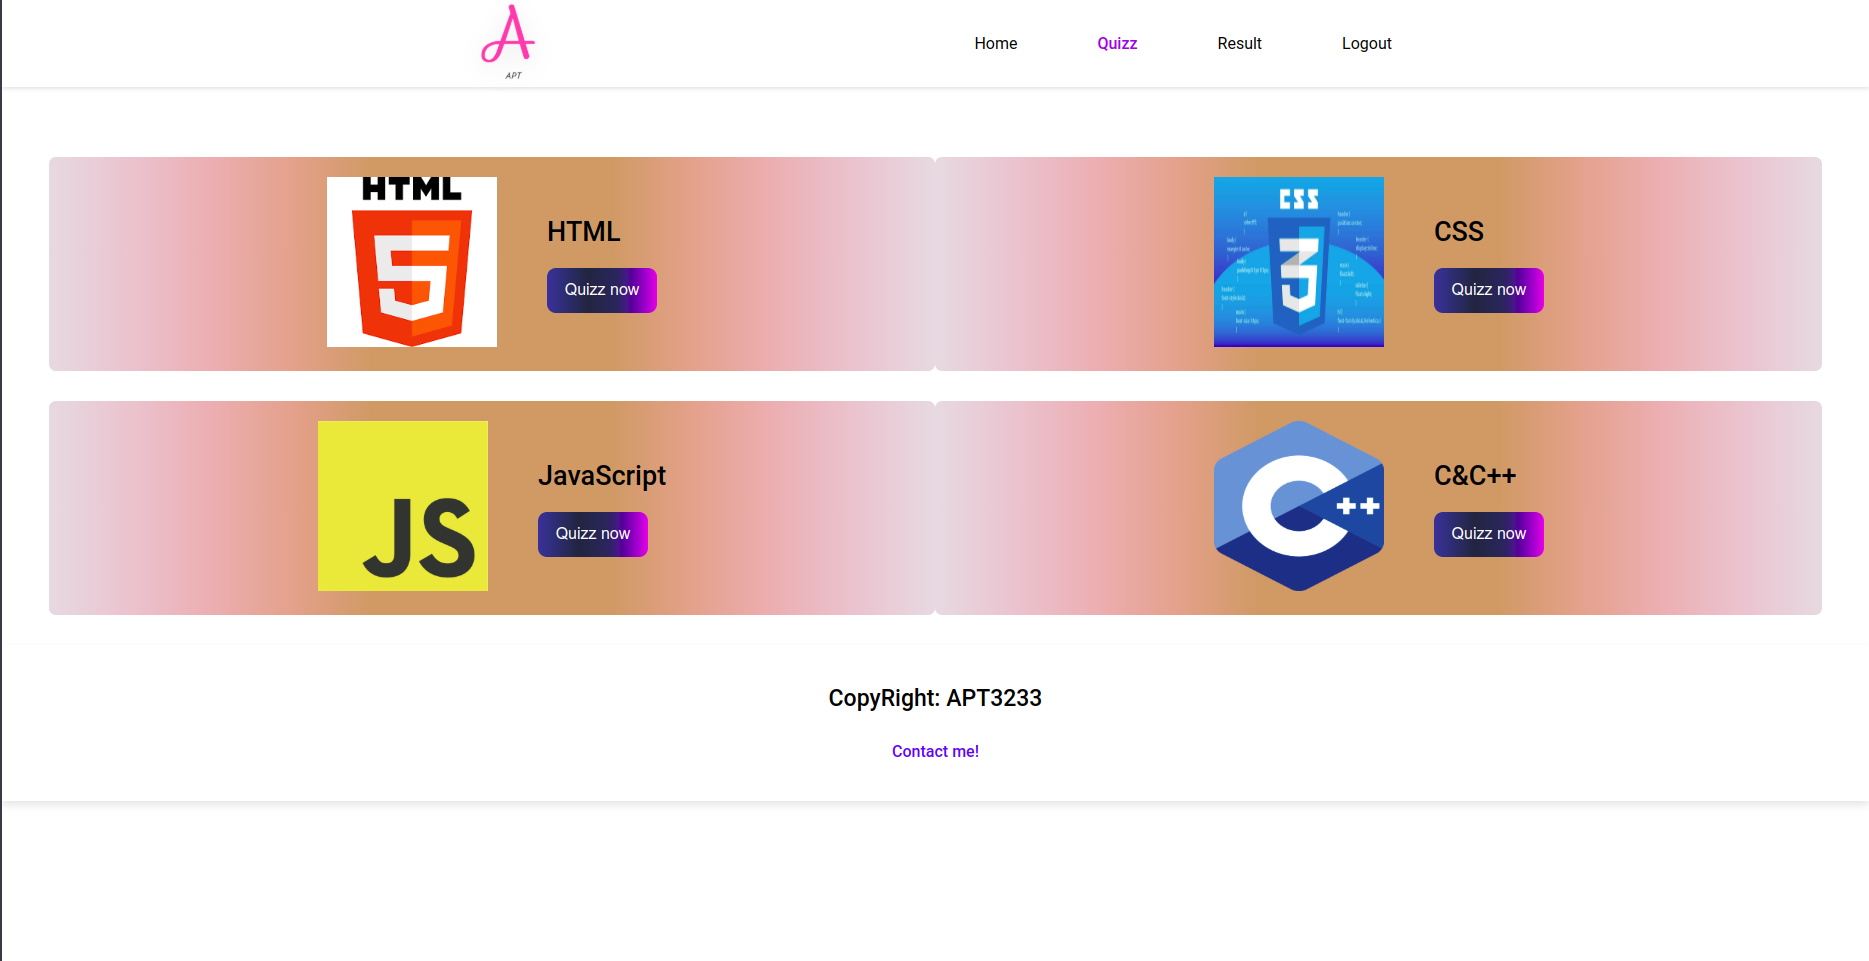 A
APT
Home Quizz Result Logout
HTML
5
HTML
Quizz now
CSS
3
CSS
Quizz now
JS
JavaScript
Quizz now
C++
C&C++
Quizz now
CopyRight: APT3233
Contact me!